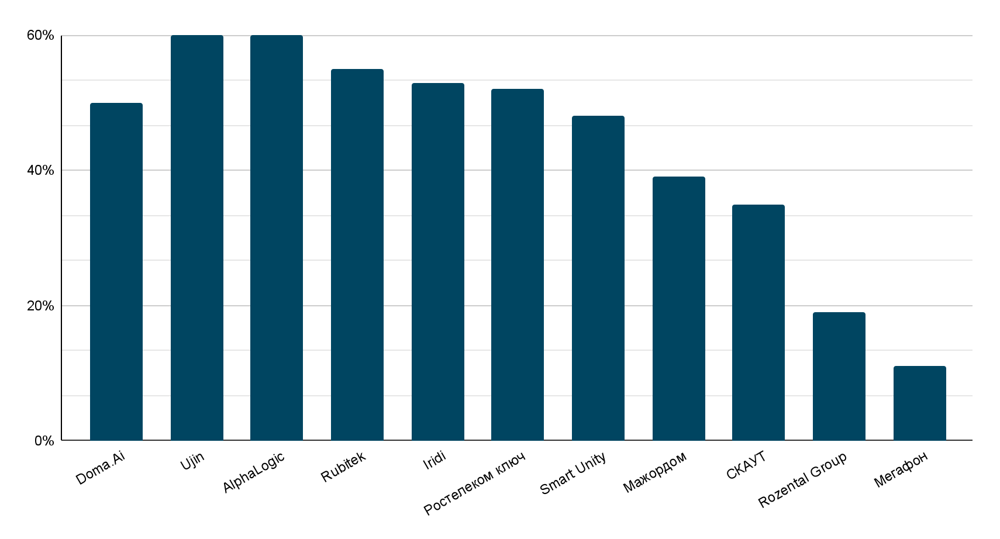 60%
40%
20%
0%
Doma.Ai
Ujin
AlphaLogic
Rubitek
Iridi
Ростелеком ключ
Smart Unity
Мажордом
СКАУТ
Rozental Group
Мегафон